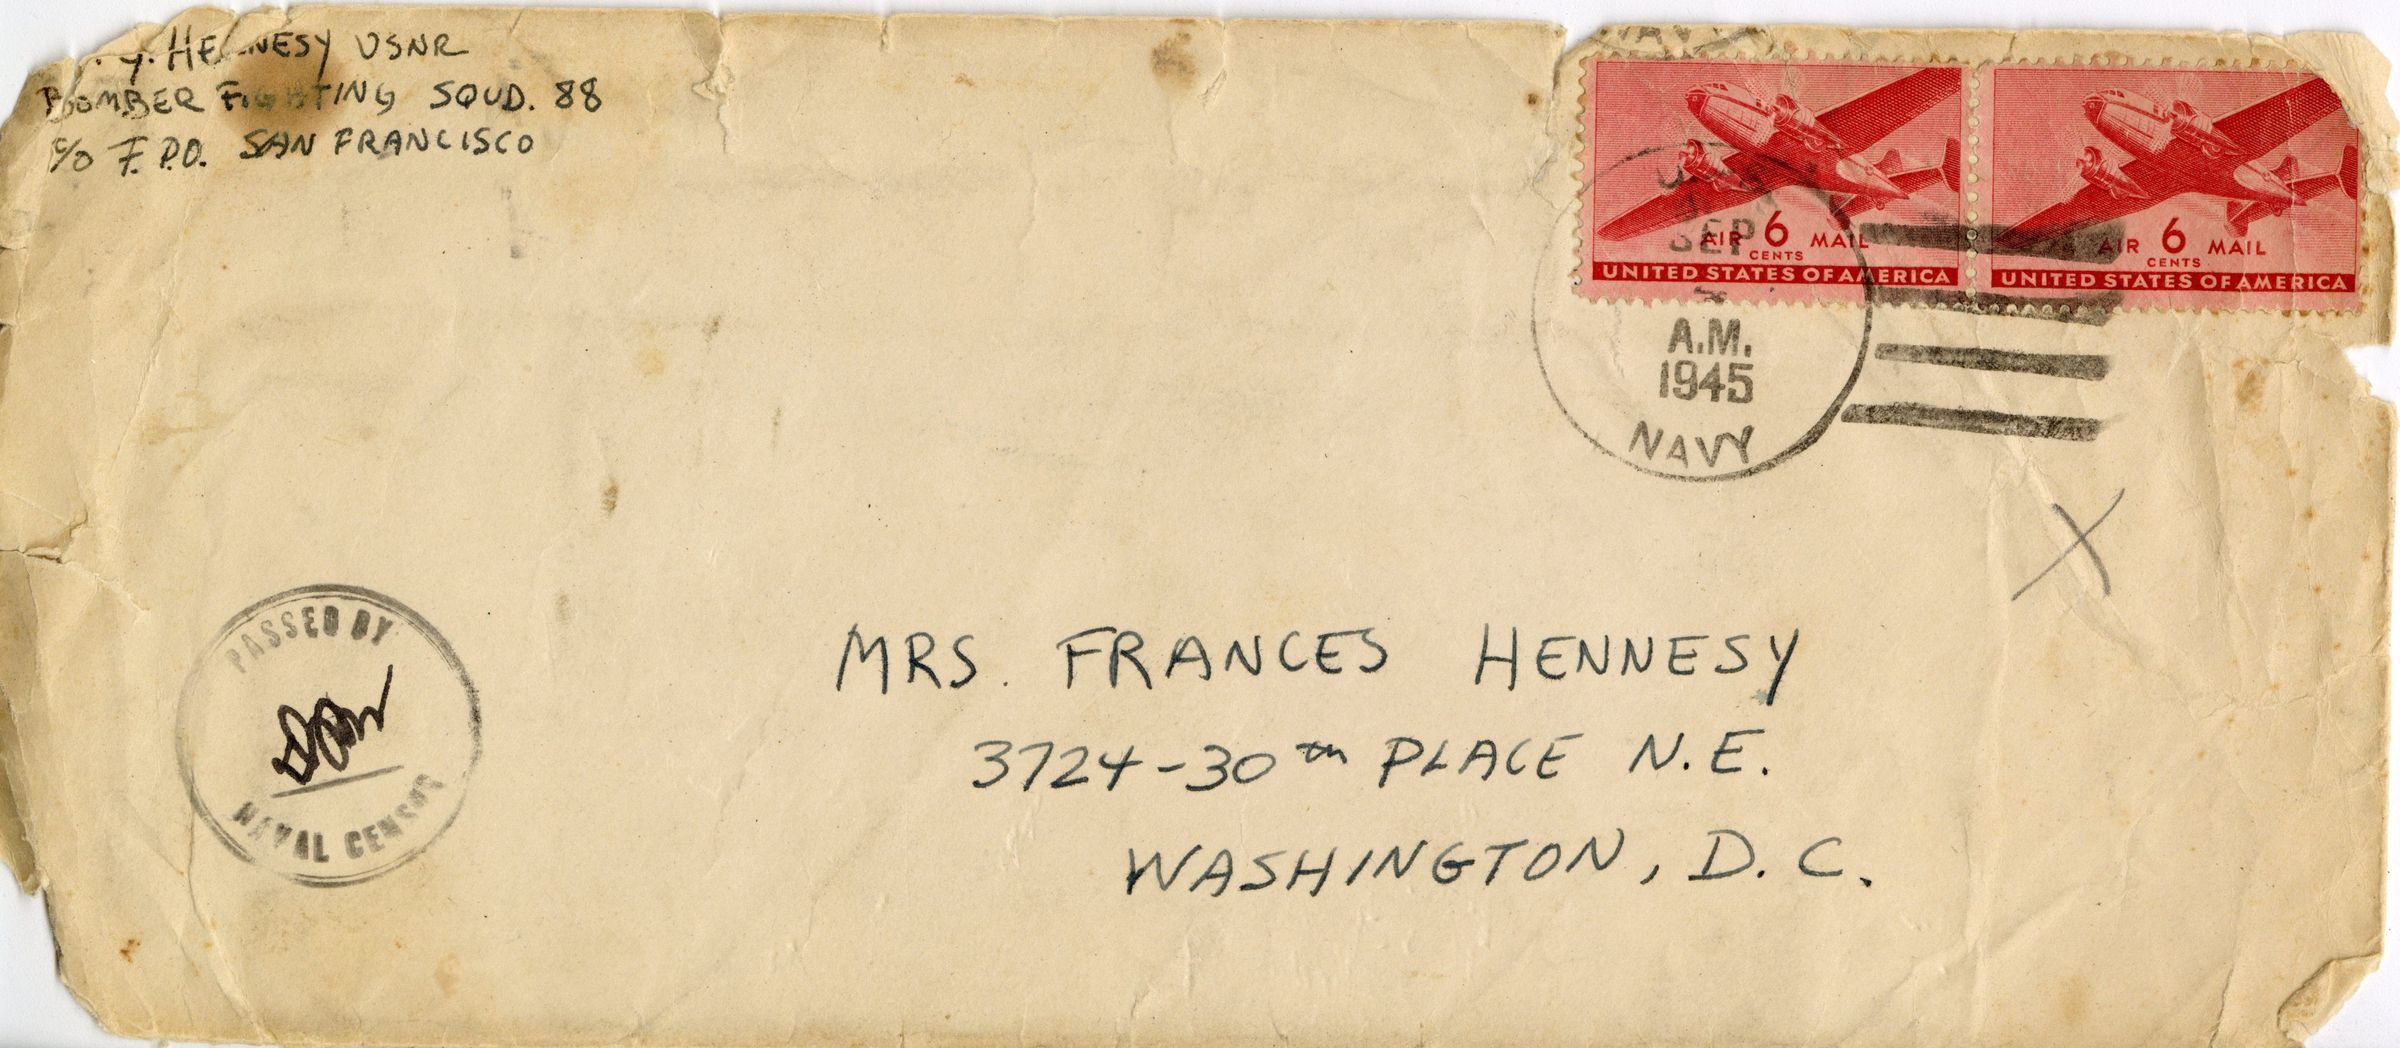 Y. HENNESY USNR
BOMBER FIGHTING SQUD. 88
C/O F.P.O. SAN FRANCISCO
AIR 6 MAIL
CENTS
UNITED STATES OF AMERICA
AIR 6 MAIL
CENTS
UNITED STATES OF AMERICA
SEP
A.M.
1945
NAVY
X
PASSED BY
NAVAL CENSOR
MRS. FRANCES HENNESY
3724-30TH PLACE N.E.
WASHINGTON, D. C.